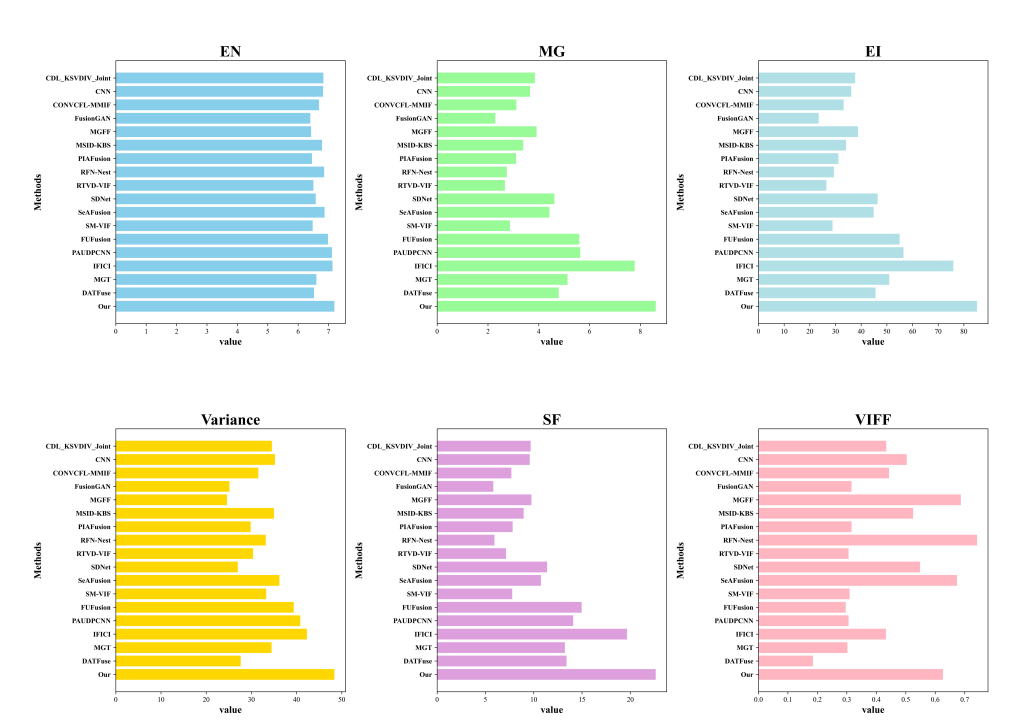 EN
CDL_KSVDIV_Joint
CNN
CONVCFL-MMIF
FusionGAN
MGFF
MSID-KBS
PIAFusion
RFN-Nest
RTVD-VIF
SDNet
SeAFusion
SM-VIF
FUFusion
PAUDPCNN
IFICI
MGT
DATFuse
Our
Methods
0 1 2 3 4 5 6 7
value
MG
CDL_KSVDIV_Joint
CNN
CONVCFL-MMIF
FusionGAN
MGFF
MSID-KBS
PIAFusion
RFN-Nest
RTVD-VIF
SDNet
SeAFusion
SM-VIF
FUFusion
PAUDPCNN
IFICI
MGT
DATFuse
Our
Methods
0 2 4 6 8
value
EI
CDL_KSVDIV_Joint
CNN
CONVCFL-MMIF
FusionGAN
MGFF
MSID-KBS
PIAFusion
RFN-Nest
RTVD-VIF
SDNet
SeAFusion
SM-VIF
FUFusion
PAUDPCNN
IFICI
MGT
DATFuse
Our
Methods
0 10 20 30 40 50 60 70 80
value
Variance
CDL_KSVDIV_Joint
CNN
CONVCFL-MMIF
FusionGAN
MGFF
MSID-KBS
PIAFusion
RFN-Nest
RTVD-VIF
SDNet
SeAFusion
SM-VIF
FUFusion
PAUDPCNN
IFICI
MGT
DATFuse
Our
Methods
0 10 20 30 40 50
value
SF
CDL_KSVDIV_Joint
CNN
CONVCFL-MMIF
FusionGAN
MGFF
MSID-KBS
PIAFusion
RFN-Nest
RTVD-VIF
SDNet
SeAFusion
SM-VIF
FUFusion
PAUDPCNN
IFICI
MGT
DATFuse
Our
Methods
0 5 10 15 20
value
VIFF
CDL_KSVDIV_Joint
CNN
CONVCFL-MMIF
FusionGAN
MGFF
MSID-KBS
PIAFusion
RFN-Nest
RTVD-VIF
SDNet
SeAFusion
SM-VIF
FUFusion
PAUDPCNN
IFICI
MGT
DATFuse
Our
Methods
0.0 0.1 0.2 0.3 0.4 0.5 0.6 0.7
value